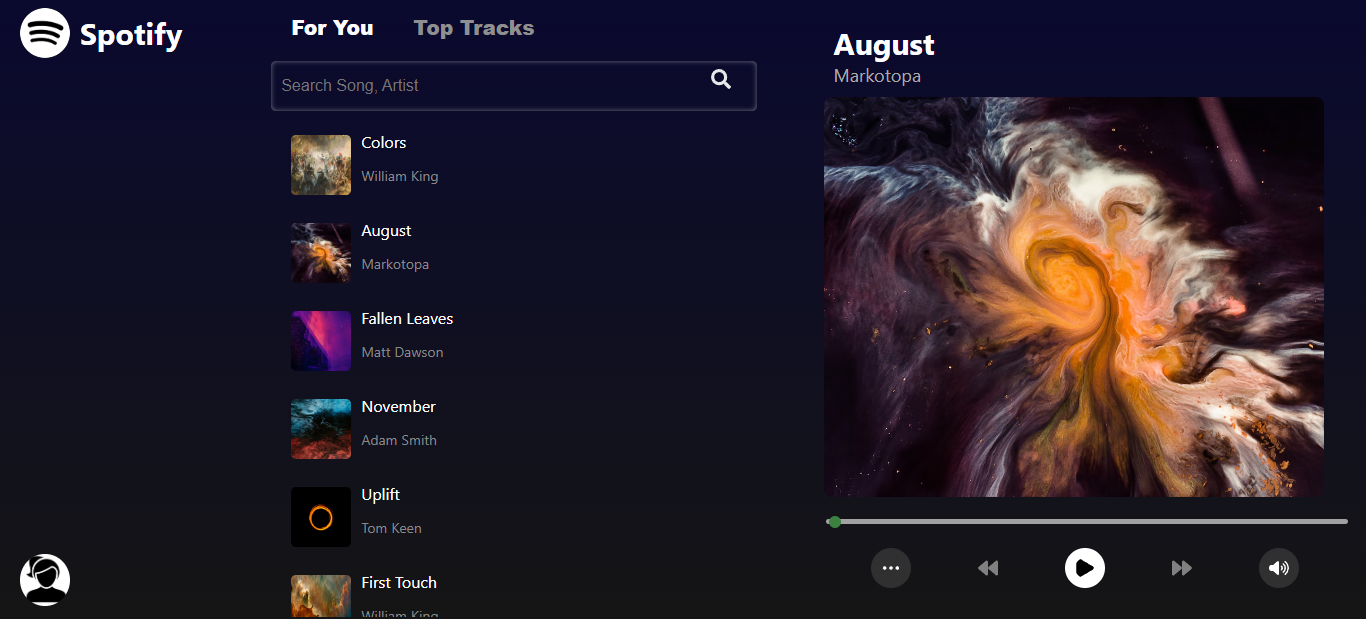 Spotify
For You
Top Tracks
Search Song, Artist
Colors
William King
August
Markotopa
Fallen Leaves
Matt Dawson
November
Adam Smith
Uplift
Tom Keen
First Touch
William King
August
Markotopa